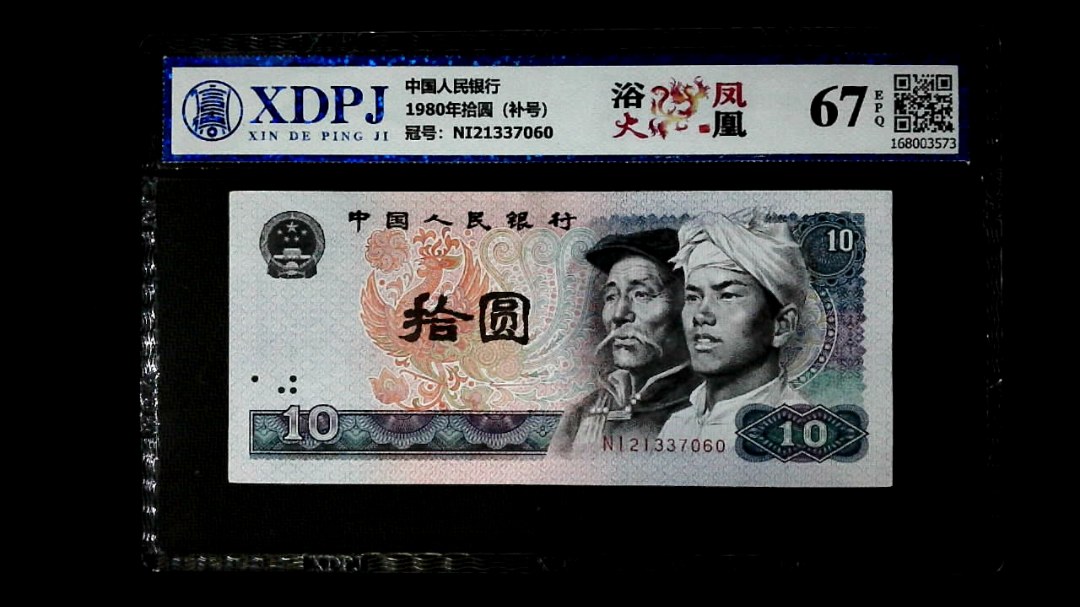 XDPJ
XIN DE PING JI
中国人民银行
1980年拾圆（补号）
冠号：NI21337060
浴火
凤凰
67
EPQ
168003573
中国人民银行
10
拾圆
10
NI21337060
10
XDPJ